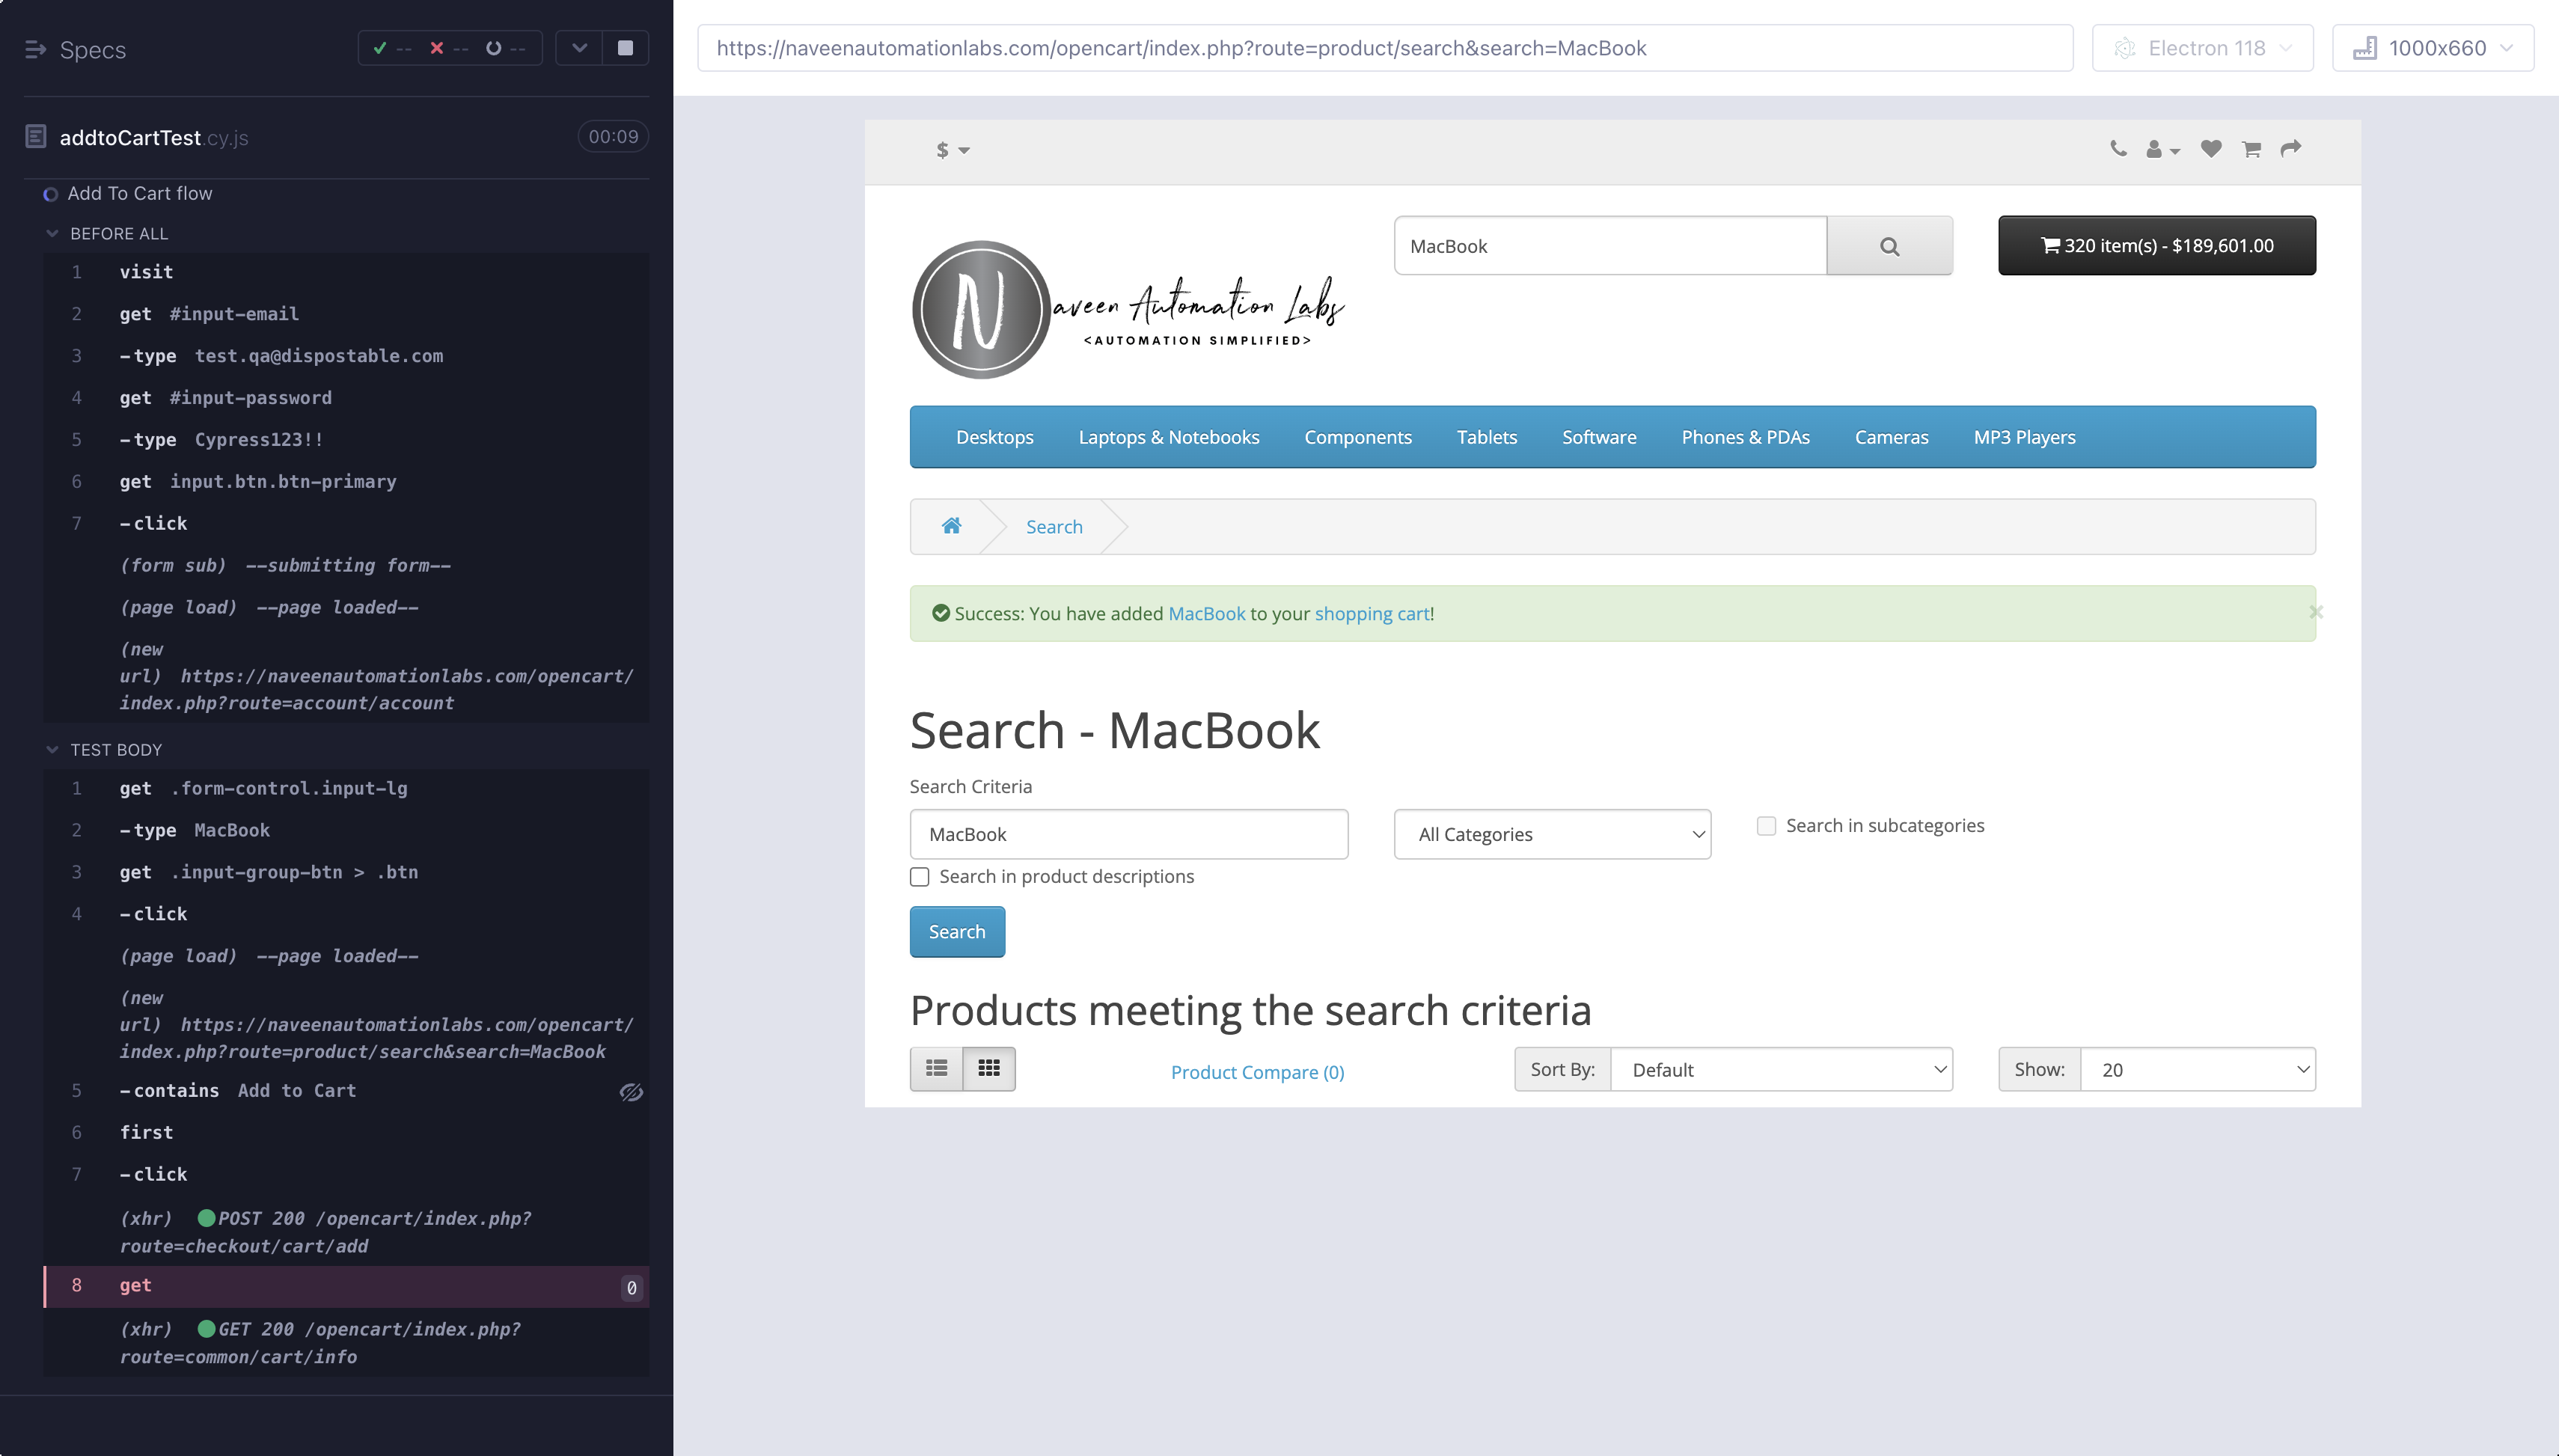 Specs
-- -- --
addtoCartTest.cy.js 00:09
Add To Cart flow
BEFORE ALL
1 visit
2 get #input-email
3 -type test.qa@dispostable.com
4 get #input-password
5 -type Cypress123!!
6 get input.btn.btn-primary
7 -click
(form sub) --submitting form--
(page load) --page loaded--
(new
url) https://naveenautomationlabs.com/opencart/
index.php?route=account/account
TEST BODY
1 get .form-control.input-lg
2 -type MacBook
3 get .input-group-btn > .btn
4 -click
(page load) --page loaded--
(new
url) https://naveenautomationlabs.com/opencart/
index.php?route=product/search&search=MacBook
5 -contains Add to Cart
6 first
7 -click
(xhr) POST 200 /opencart/index.php?
route=checkout/cart/add
8 get 0
(xhr) GET 200 /opencart/index.php?
route=common/cart/info
https://naveenautomationlabs.com/opencart/index.php?route=product/search&search=MacBook
Electron 118
1000x660
$
MacBook
320 item(s) - $189,601.00
Naveen Automation Labs
<AUTOMATION SIMPLIFIED>
Desktops Laptops & Notebooks Components Tablets Software Phones & PDAs Cameras MP3 Players
Search
Success: You have added MacBook to your shopping cart!
×
Search - MacBook
Search Criteria
MacBook
All Categories
Search in subcategories
Search in product descriptions
Search
Products meeting the search criteria
Product Compare (0)
Sort By: Default
Show: 20